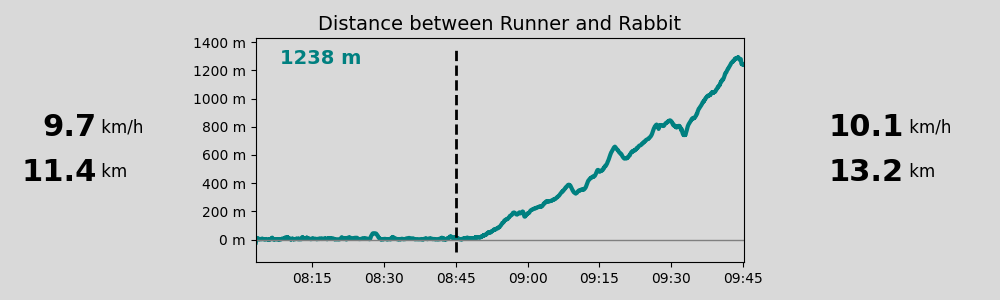 Distance between Runner and Rabbit
1400 m
1200 m
1000 m
800 m
600 m
400 m
200 m
0 m
1238 m
08:15 08:30 08:45 09:00 09:15 09:30 09:45
9.7 km/h
11.4 km
10.1 km/h
13.2 km